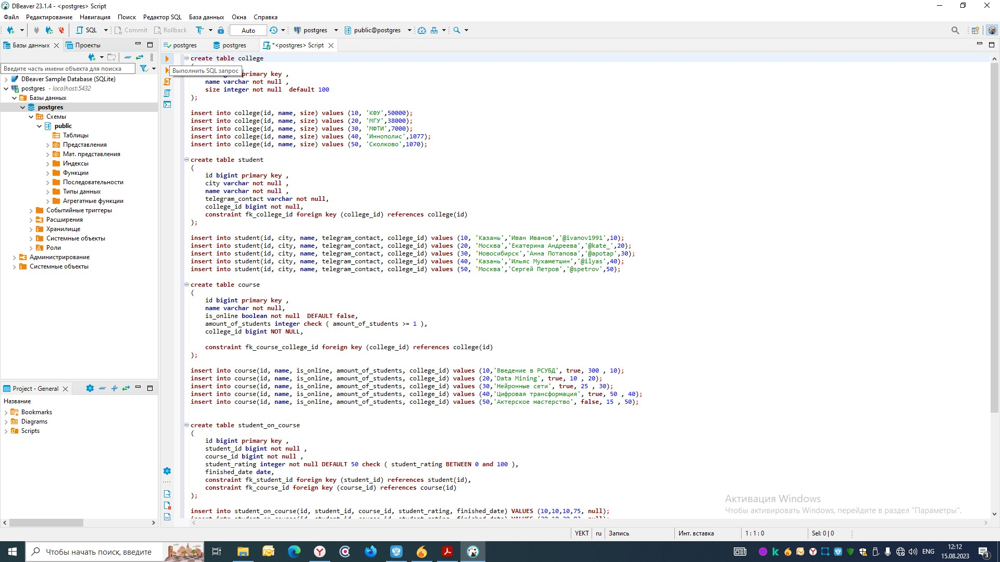 DBeaver 23.1.4 - <postgres> Script
Файл Редактирование Навигация Поиск Редактор SQL База данных Окна Справка
SQL Commit Rollback Auto postgres public@postgres
Базы данных Проекты
postgres postgres *<postgres> Script
Введите часть имени объекта для поиска
DBeaver Sample Database (SQLite)
postgres - localhost:5432
Базы данных
postgres
Схемы
public
Таблицы
Представления
Мат. представления
Индексы
Функции
Последовательности
Типы данных
Агрегатные функции
Событийные триггеры
Расширения
Хранилище
Системные объекты
Роли
Администрирование
Системные объекты
Project - General
Название
Bookmarks
Diagrams
Scripts
create table college
Выполнить SQL запрос
primary key ,
name varchar not null ,
size integer not null  default 100
);
insert into college(id, name, size) values (10, 'КФУ',50000);
insert into college(id, name, size) values (20, 'МГУ',38000);
insert into college(id, name, size) values (30, 'МФТИ',7000);
insert into college(id, name, size) values (40, 'Иннополис',1077);
insert into college(id, name, size) values (50, 'Сколково',1070);
create table student
(
id bigint primary key ,
city varchar not null ,
name varchar not null ,
telegram_contact varchar not null,
college_id bigint not null,
constraint fk_college_id foreign key (college_id) references college(id)
);
insert into student(id, city, name, telegram_contact, college_id) values (10, 'Казань','Иван Иванов','@ivanov1991',10);
insert into student(id, city, name, telegram_contact, college_id) values (20, 'Москва','Екатерина Андреева','@kate_',20);
insert into student(id, city, name, telegram_contact, college_id) values (30, 'Новосибирск','Анна Потапова','@apotap',30);
insert into student(id, city, name, telegram_contact, college_id) values (40, 'Казань','Ильяс Мухаметшин','@ilyas',40);
insert into student(id, city, name, telegram_contact, college_id) values (50, 'Москва','Сергей Петров','@spetrov',50);
create table course
(
id bigint primary key ,
name varchar not null,
is_online boolean not null  DEFAULT false,
amount_of_students integer check ( amount_of_students >= 1 ),
college_id bigint NOT NULL,
constraint fk_course_college_id foreign key (college_id) references college(id)
);
insert into course(id, name, is_online, amount_of_students, college_id) values (10,'Введение в РСУБД', true, 300 , 10);
insert into course(id, name, is_online, amount_of_students, college_id) values (20,'Data Mining', true, 10 , 20);
insert into course(id, name, is_online, amount_of_students, college_id) values (30,'Нейронные сети', true, 25 , 30);
insert into course(id, name, is_online, amount_of_students, college_id) values (40,'Цифровая трансформация', true, 50 , 40);
insert into course(id, name, is_online, amount_of_students, college_id) values (50,'Актерское мастерство', false, 15 , 50);
create table student_on_course
(
id bigint primary key ,
student_id bigint not null ,
course_id bigint not null ,
student_rating integer not null DEFAULT 50 check ( student_rating BETWEEN 0 and 100 ),
finished_date date,
constraint fk_student_id foreign key (student_id) references student(id),
constraint fk_course_id foreign key (course_id) references course(id)
);
insert into student_on_course(id, student_id, course_id, student_rating, finished_date) VALUES (10,10,10,75, null);
Активация Windows
Чтобы активировать Windows, перейдите в раздел "Параметры".
YEKT ru Запись Инт. вставка 1 : 1 : 0 Sel: 0 | 0
Чтобы начать поиск, введите
ENG 12:12
15.08.2023 3